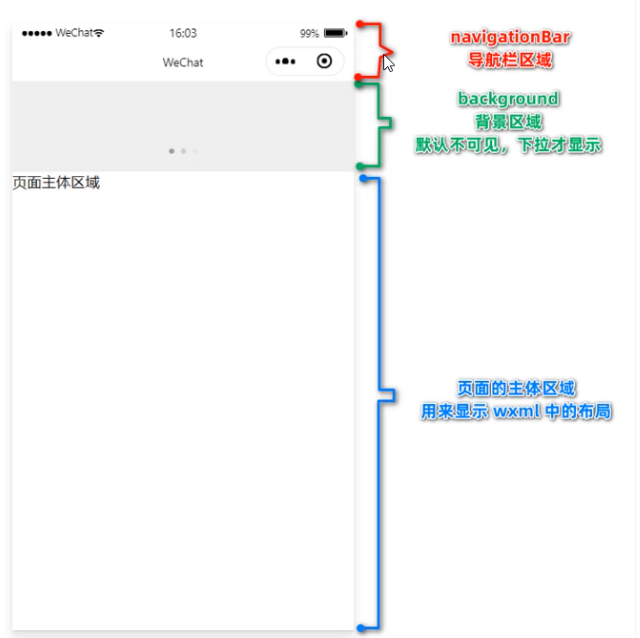 WeChat
16:03
99%
WeChat
页面主体区域
navigationBar
导航栏区域
background
背景区域
默认不可见，下拉才显示
页面的主体区域
用来显示 wxml 中的布局